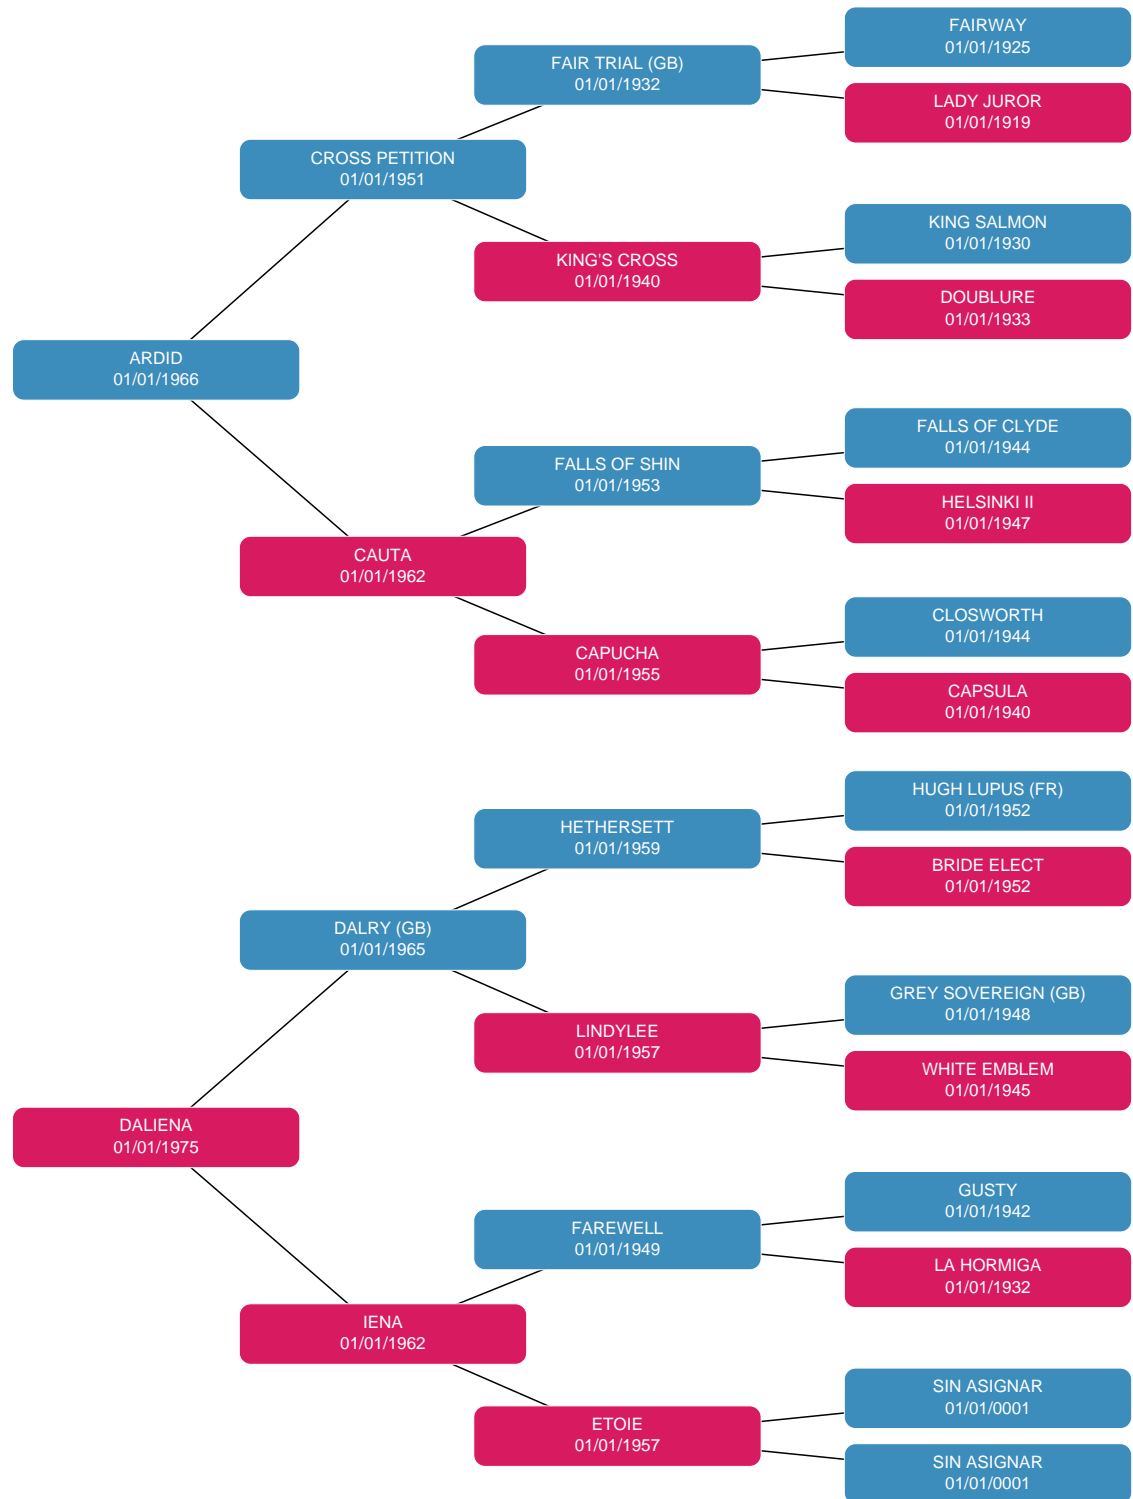 FAIRWAY
01/01/1925
FAIR TRIAL (GB)
01/01/1932
LADY JUROR
01/01/1919
CROSS PETITION
01/01/1951
KING SALMON
01/01/1930
KING'S CROSS
01/01/1940
DOUBLURE
01/01/1933
ARDID
01/01/1966
FALLS OF CLYDE
01/01/1944
FALLS OF SHIN
01/01/1953
HELSINKI II
01/01/1947
CAUTA
01/01/1962
CLOSWORTH
01/01/1944
CAPUCHA
01/01/1955
CAPSULA
01/01/1940
HUGH LUPUS (FR)
01/01/1952
HETHERSETT
01/01/1959
BRIDE ELECT
01/01/1952
DALRY (GB)
01/01/1965
GREY SOVEREIGN (GB)
01/01/1948
LINDYLEE
01/01/1957
WHITE EMBLEM
01/01/1945
DALIENA
01/01/1975
GUSTY
01/01/1942
FAREWELL
01/01/1949
LA HORMIGA
01/01/1932
IENA
01/01/1962
SIN ASIGNAR
01/01/0001
ETOIE
01/01/1957
SIN ASIGNAR
01/01/0001